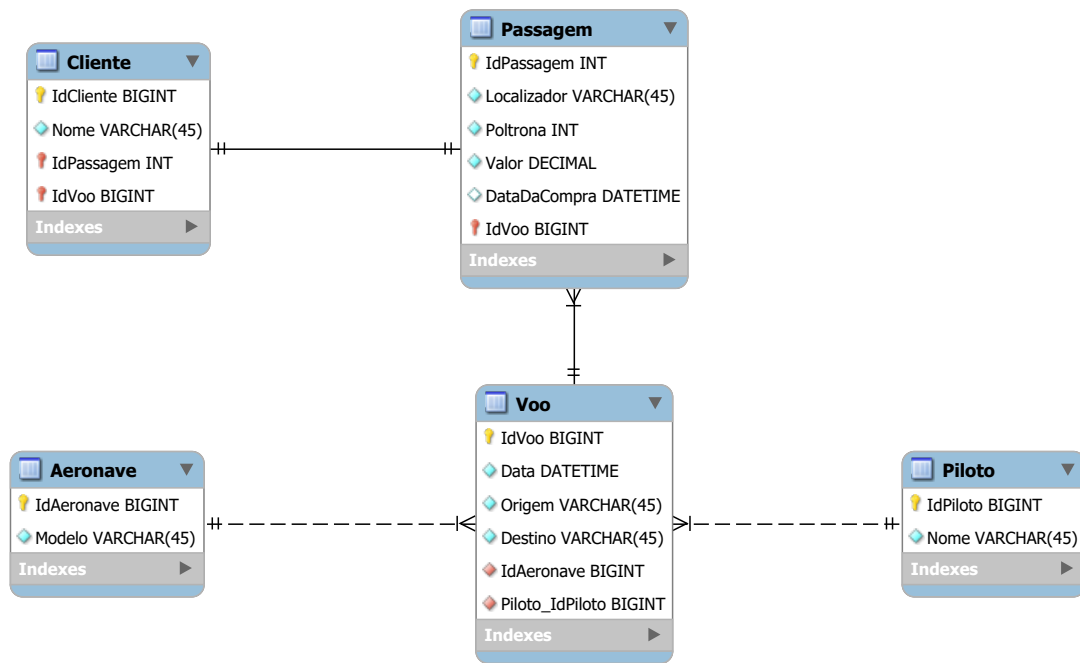 Cliente
IdCliente BIGINT
Nome VARCHAR(45)
IdPassagem INT
IdVoo BIGINT
Indexes
Passagem
IdPassagem INT
Localizador VARCHAR(45)
Poltrona INT
Valor DECIMAL
DataDaCompra DATETIME
IdVoo BIGINT
Indexes
Aeronave
IdAeronave BIGINT
Modelo VARCHAR(45)
Indexes
Voo
IdVoo BIGINT
Data DATETIME
Origem VARCHAR(45)
Destino VARCHAR(45)
IdAeronave BIGINT
Piloto_IdPiloto BIGINT
Indexes
Piloto
IdPiloto BIGINT
Nome VARCHAR(45)
Indexes